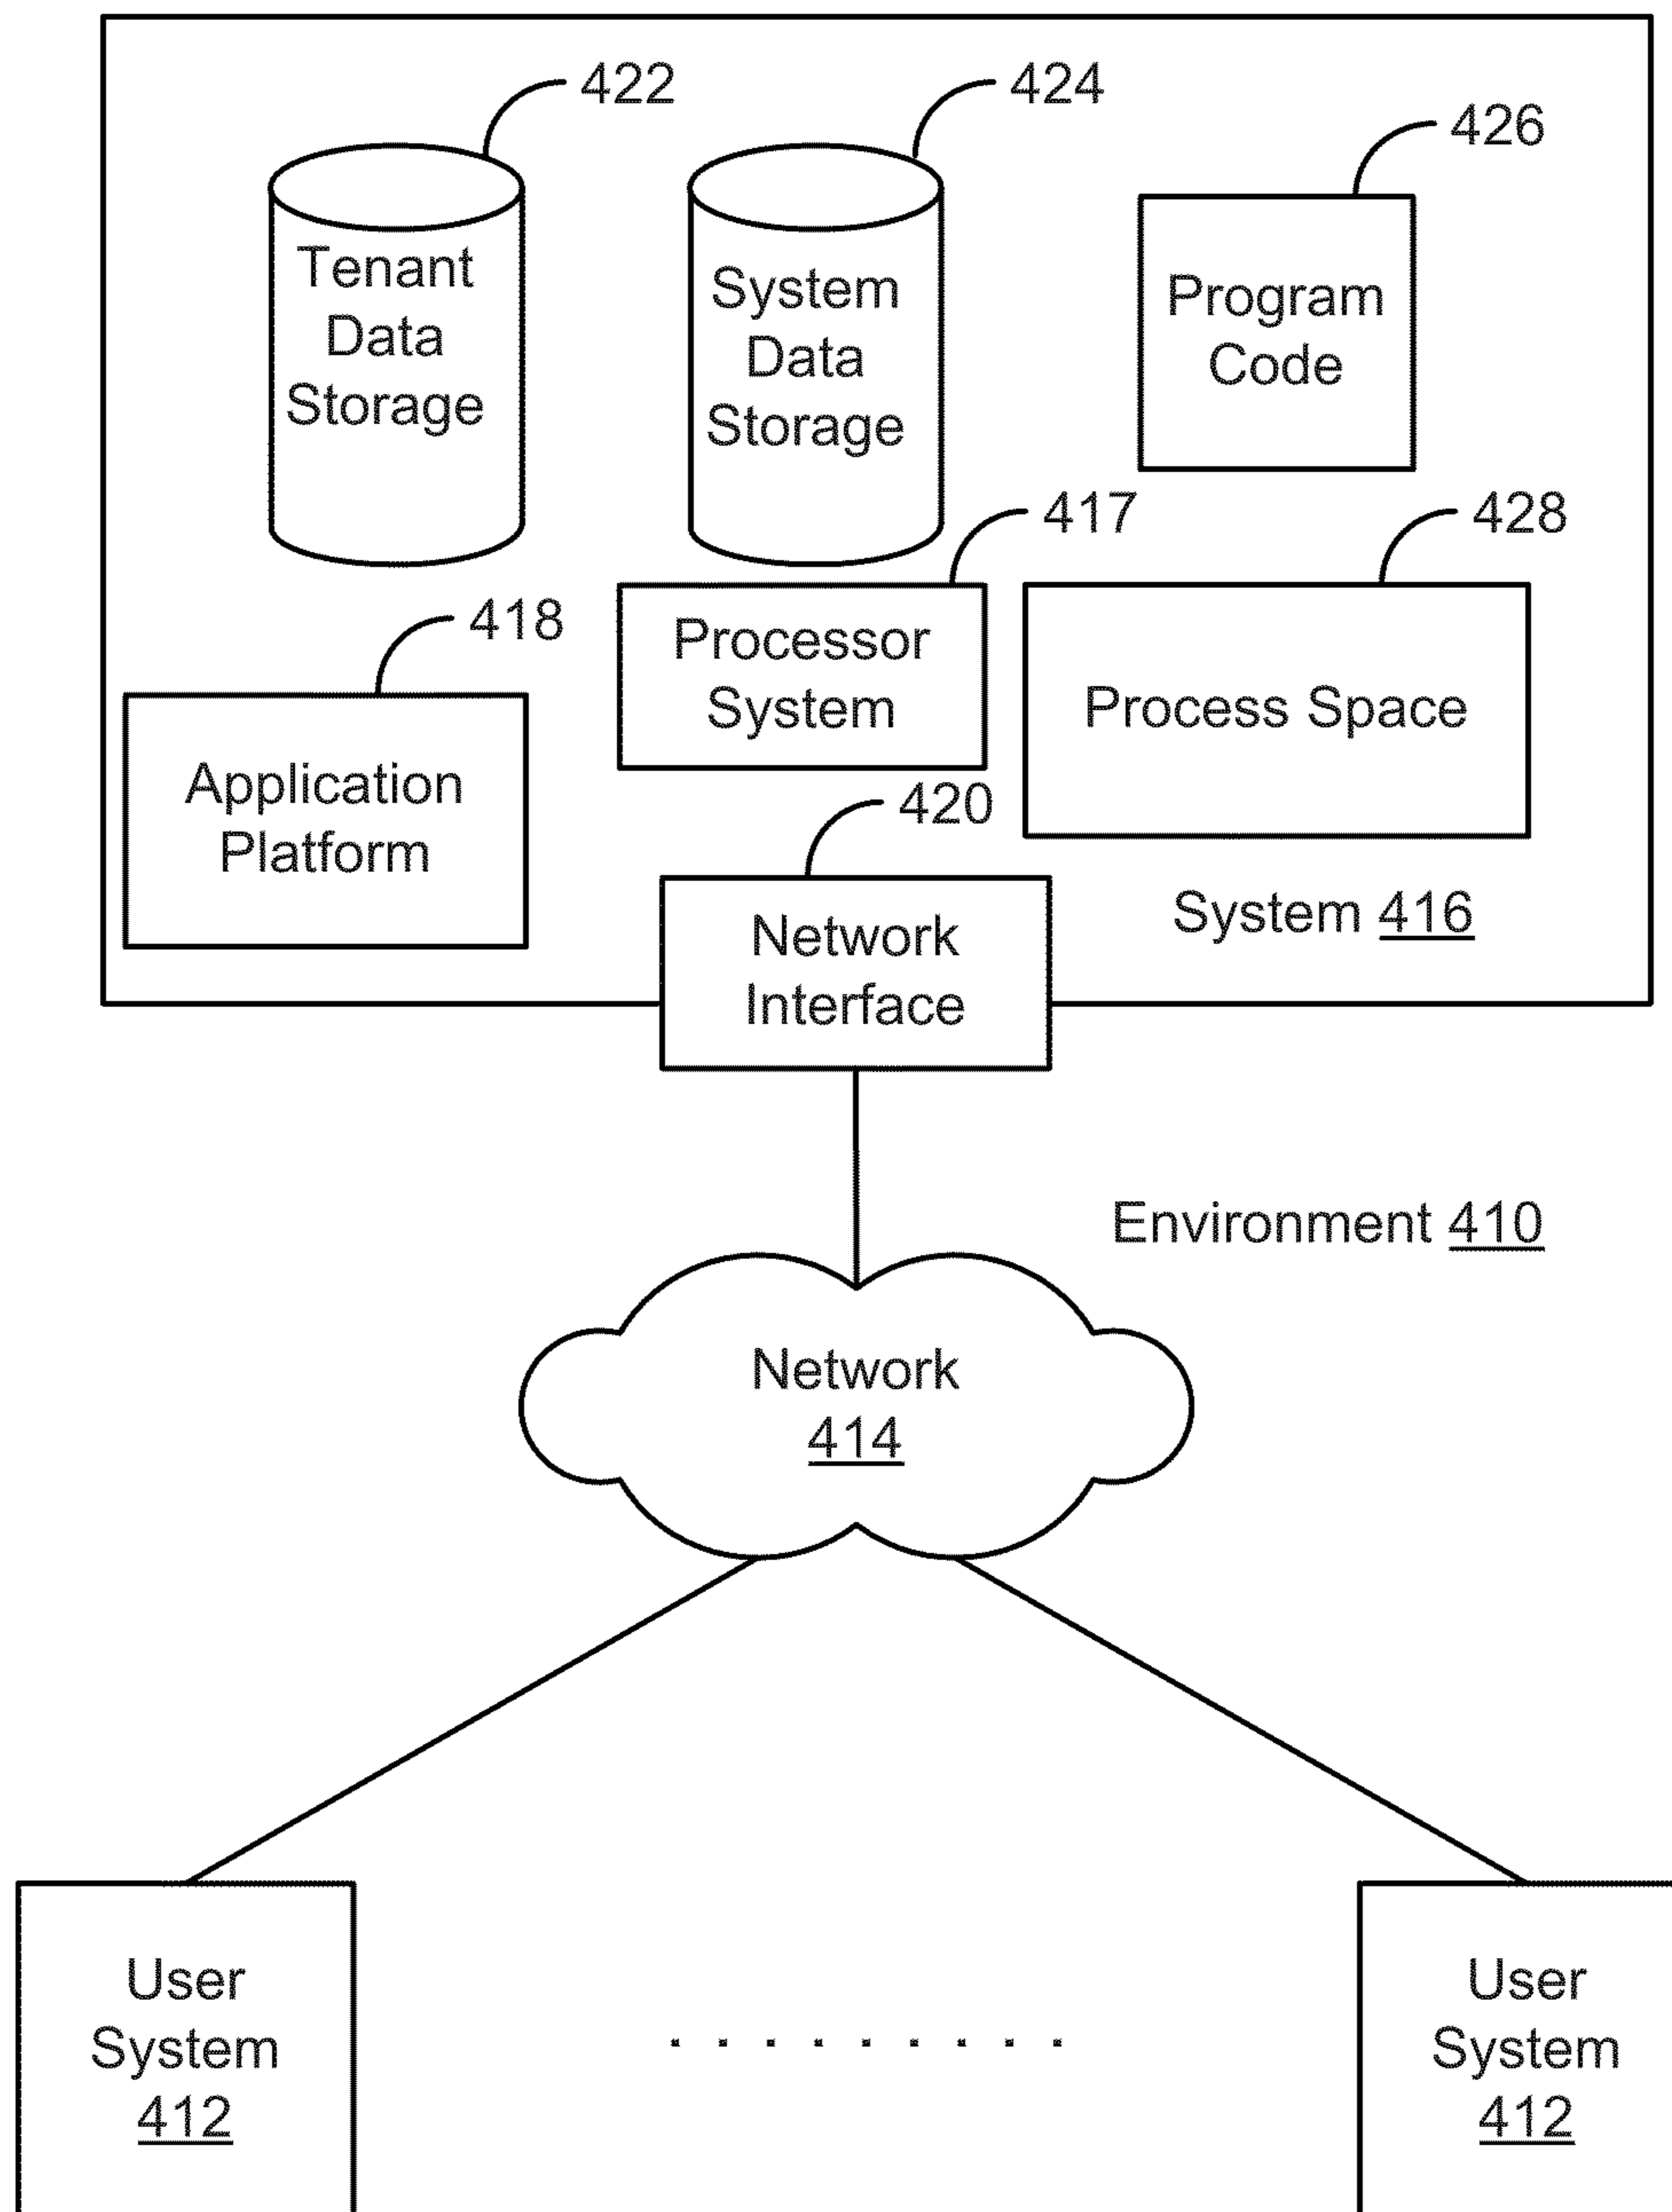 422
424
426
Tenant
Data
Storage
System
Data
Storage
Program
Code
417
428
418
Processor
System
Process Space
Application
Platform
420
System 416
Network
Interface
Environment 410
Network
414
User
System
412
User
System
412